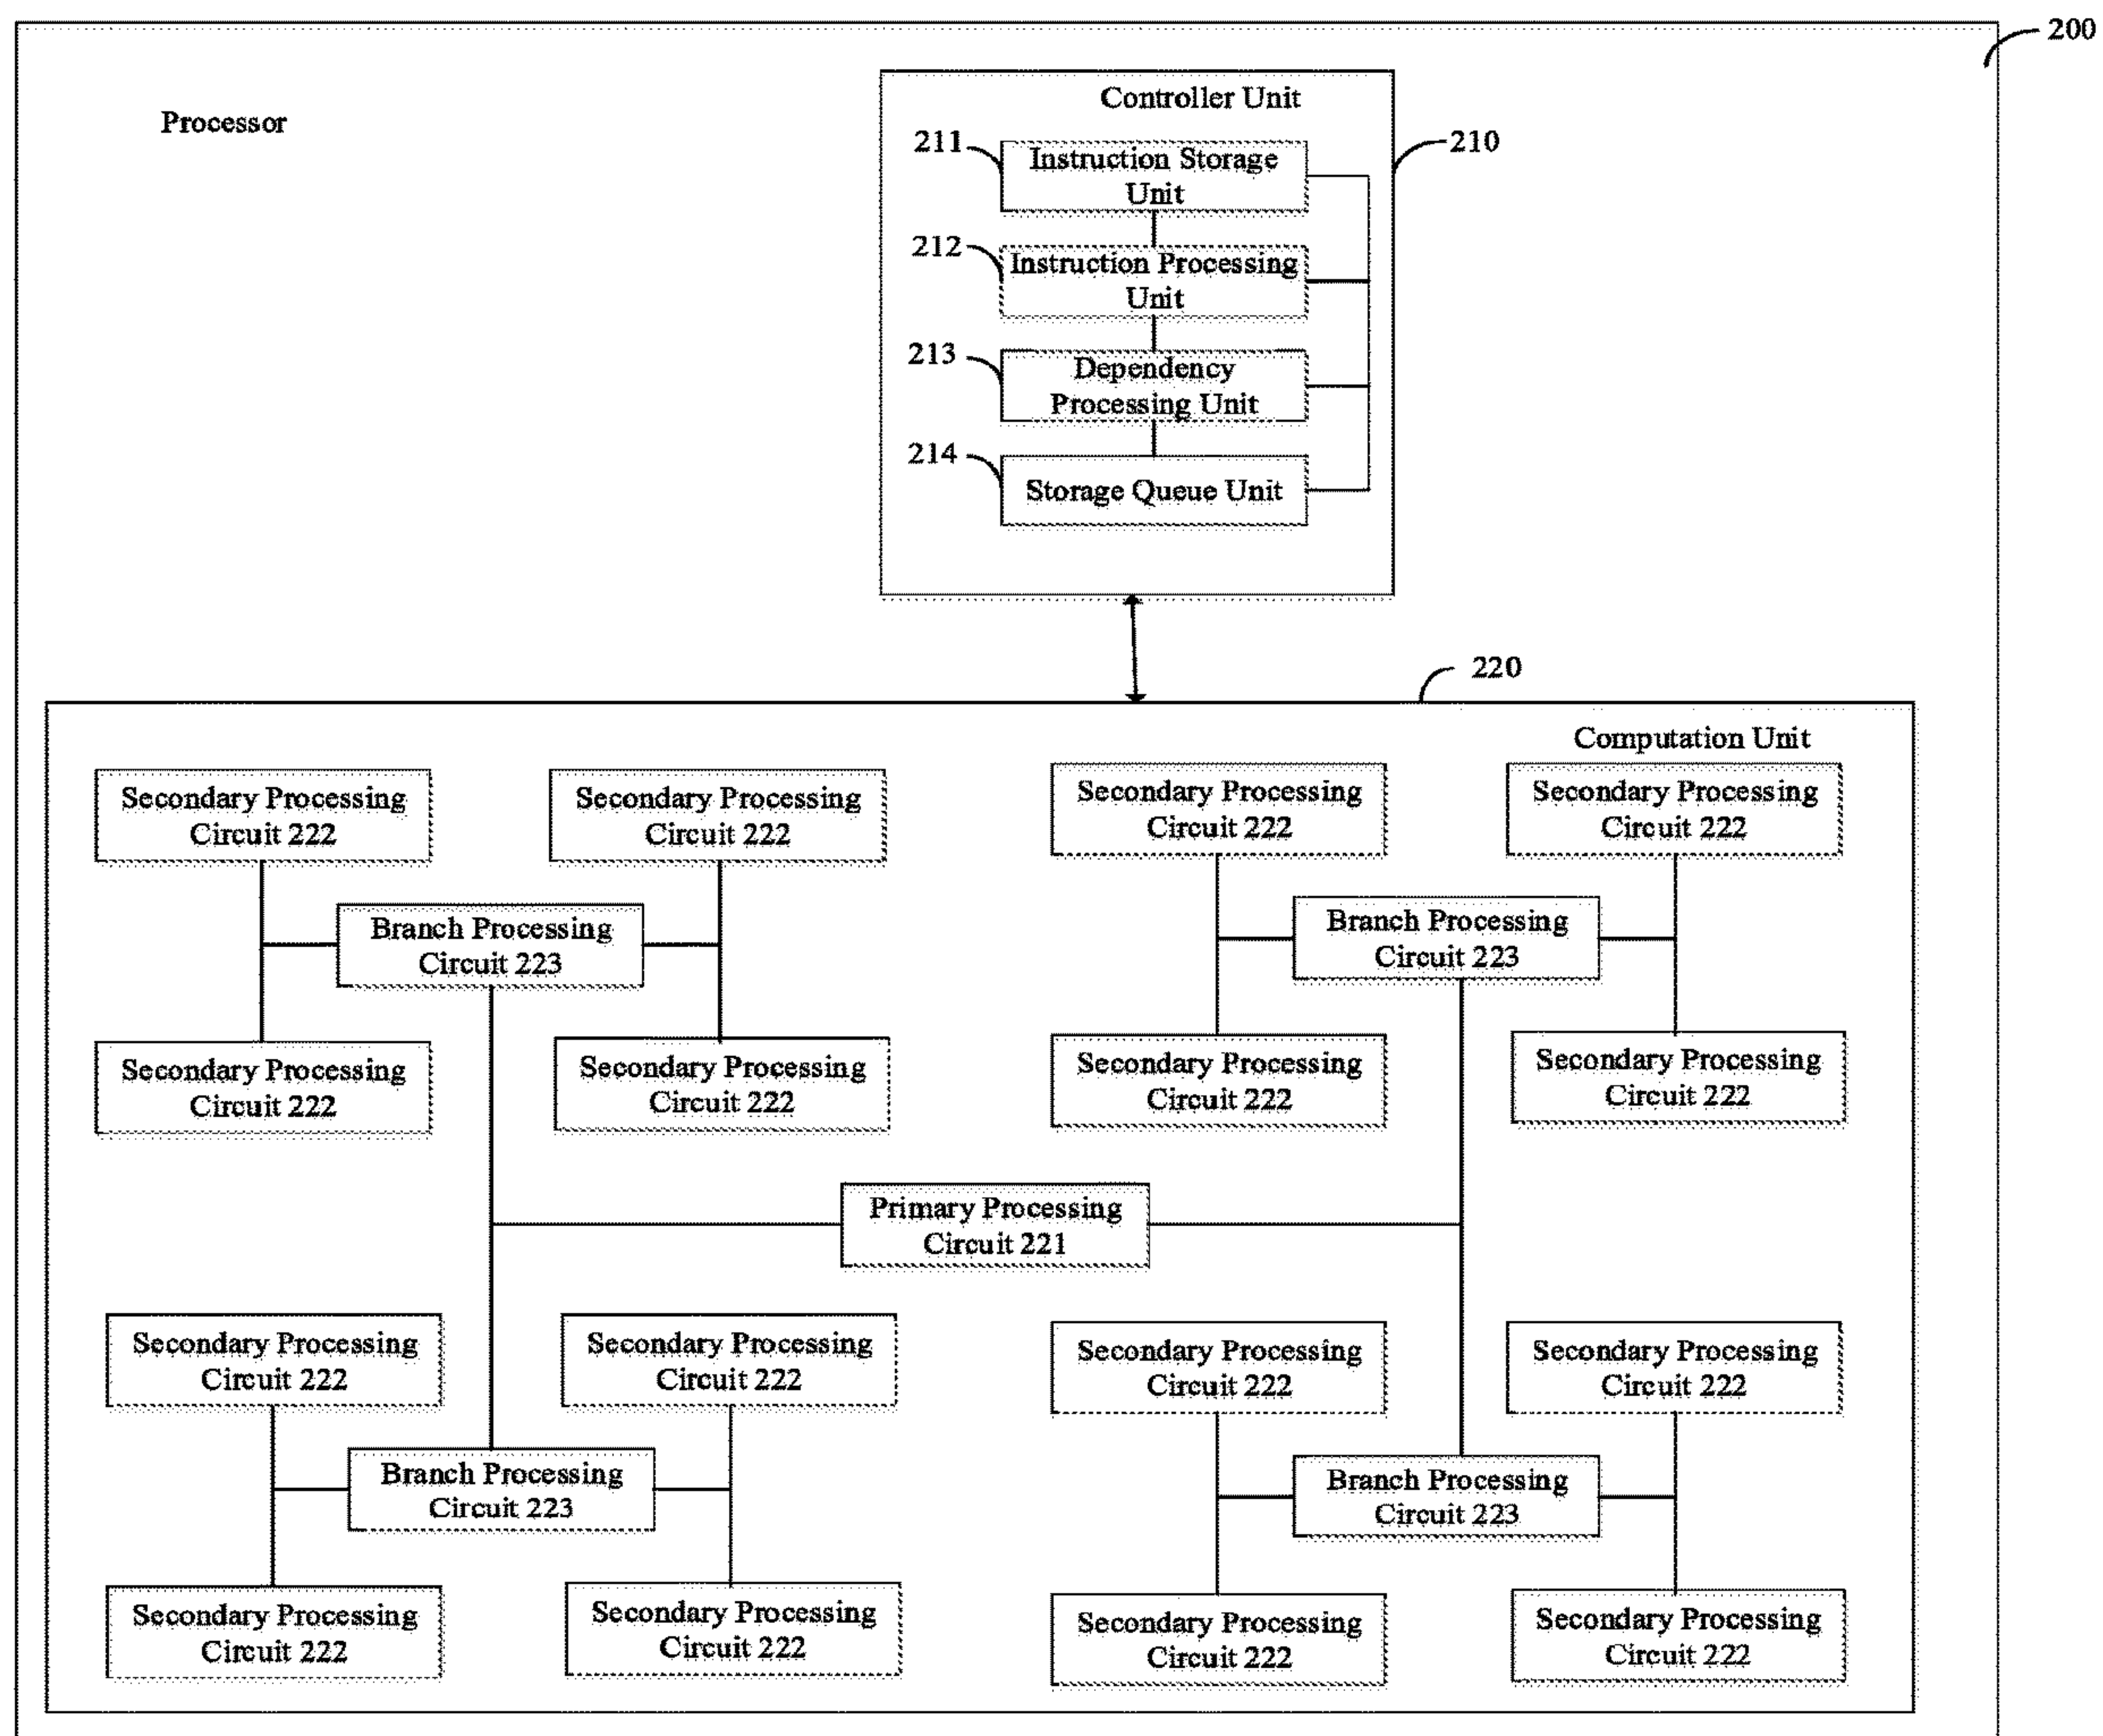 200
Processor
Controller Unit
210
211
Instruction Storage
Unit
212
Instruction Processing
Unit
213
Dependency
Processing Unit
214
Storage Queue Unit
220
Computation Unit
Secondary Processing
Circuit 222
Secondary Processing
Circuit 222
Secondary Processing
Circuit 222
Secondary Processing
Circuit 222
Branch Processing
Circuit 223
Branch Processing
Circuit 223
Secondary Processing
Circuit 222
Secondary Processing
Circuit 222
Secondary Processing
Circuit 222
Secondary Processing
Circuit 222
Primary Processing
Circuit 221
Secondary Processing
Circuit 222
Secondary Processing
Circuit 222
Secondary Processing
Circuit 222
Secondary Processing
Circuit 222
Branch Processing
Circuit 223
Branch Processing
Circuit 223
Secondary Processing
Circuit 222
Secondary Processing
Circuit 222
Secondary Processing
Circuit 222
Secondary Processing
Circuit 222